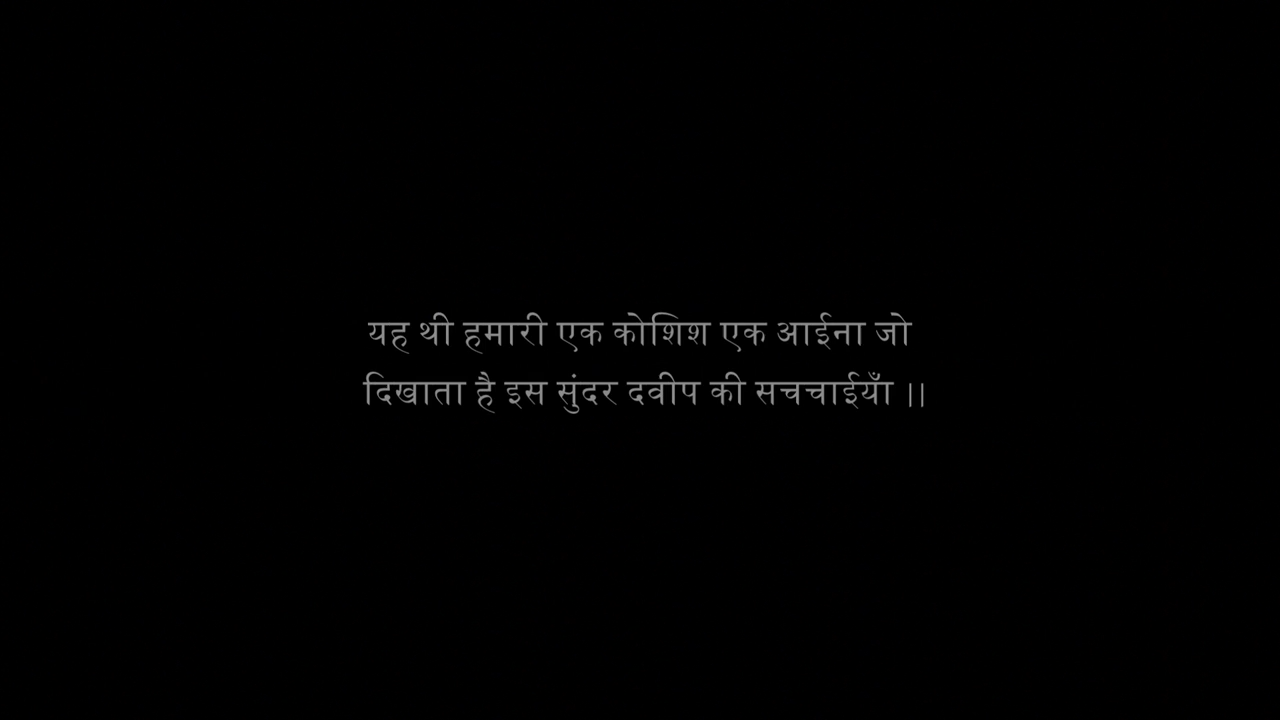 यह थी हमारी एक कोशिश एक आईना जो
दिखाता है इस सुंदर दवीप की सचचाईयाँ ।।